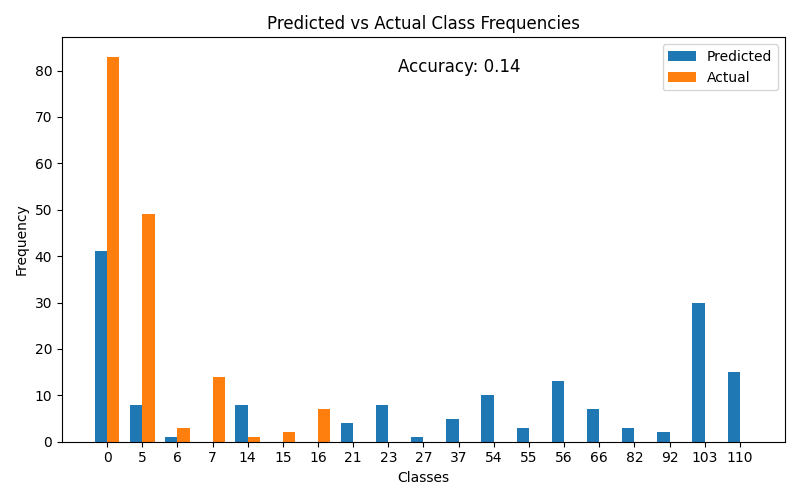 Predicted vs Actual Class Frequencies
Accuracy: 0.14
Predicted
Actual
Frequency
80
70
60
50
40
30
20
10
0
0 5 6 7 14 15 16 21 23 27 37 54 55 56 66 82 92 103 110
Classes